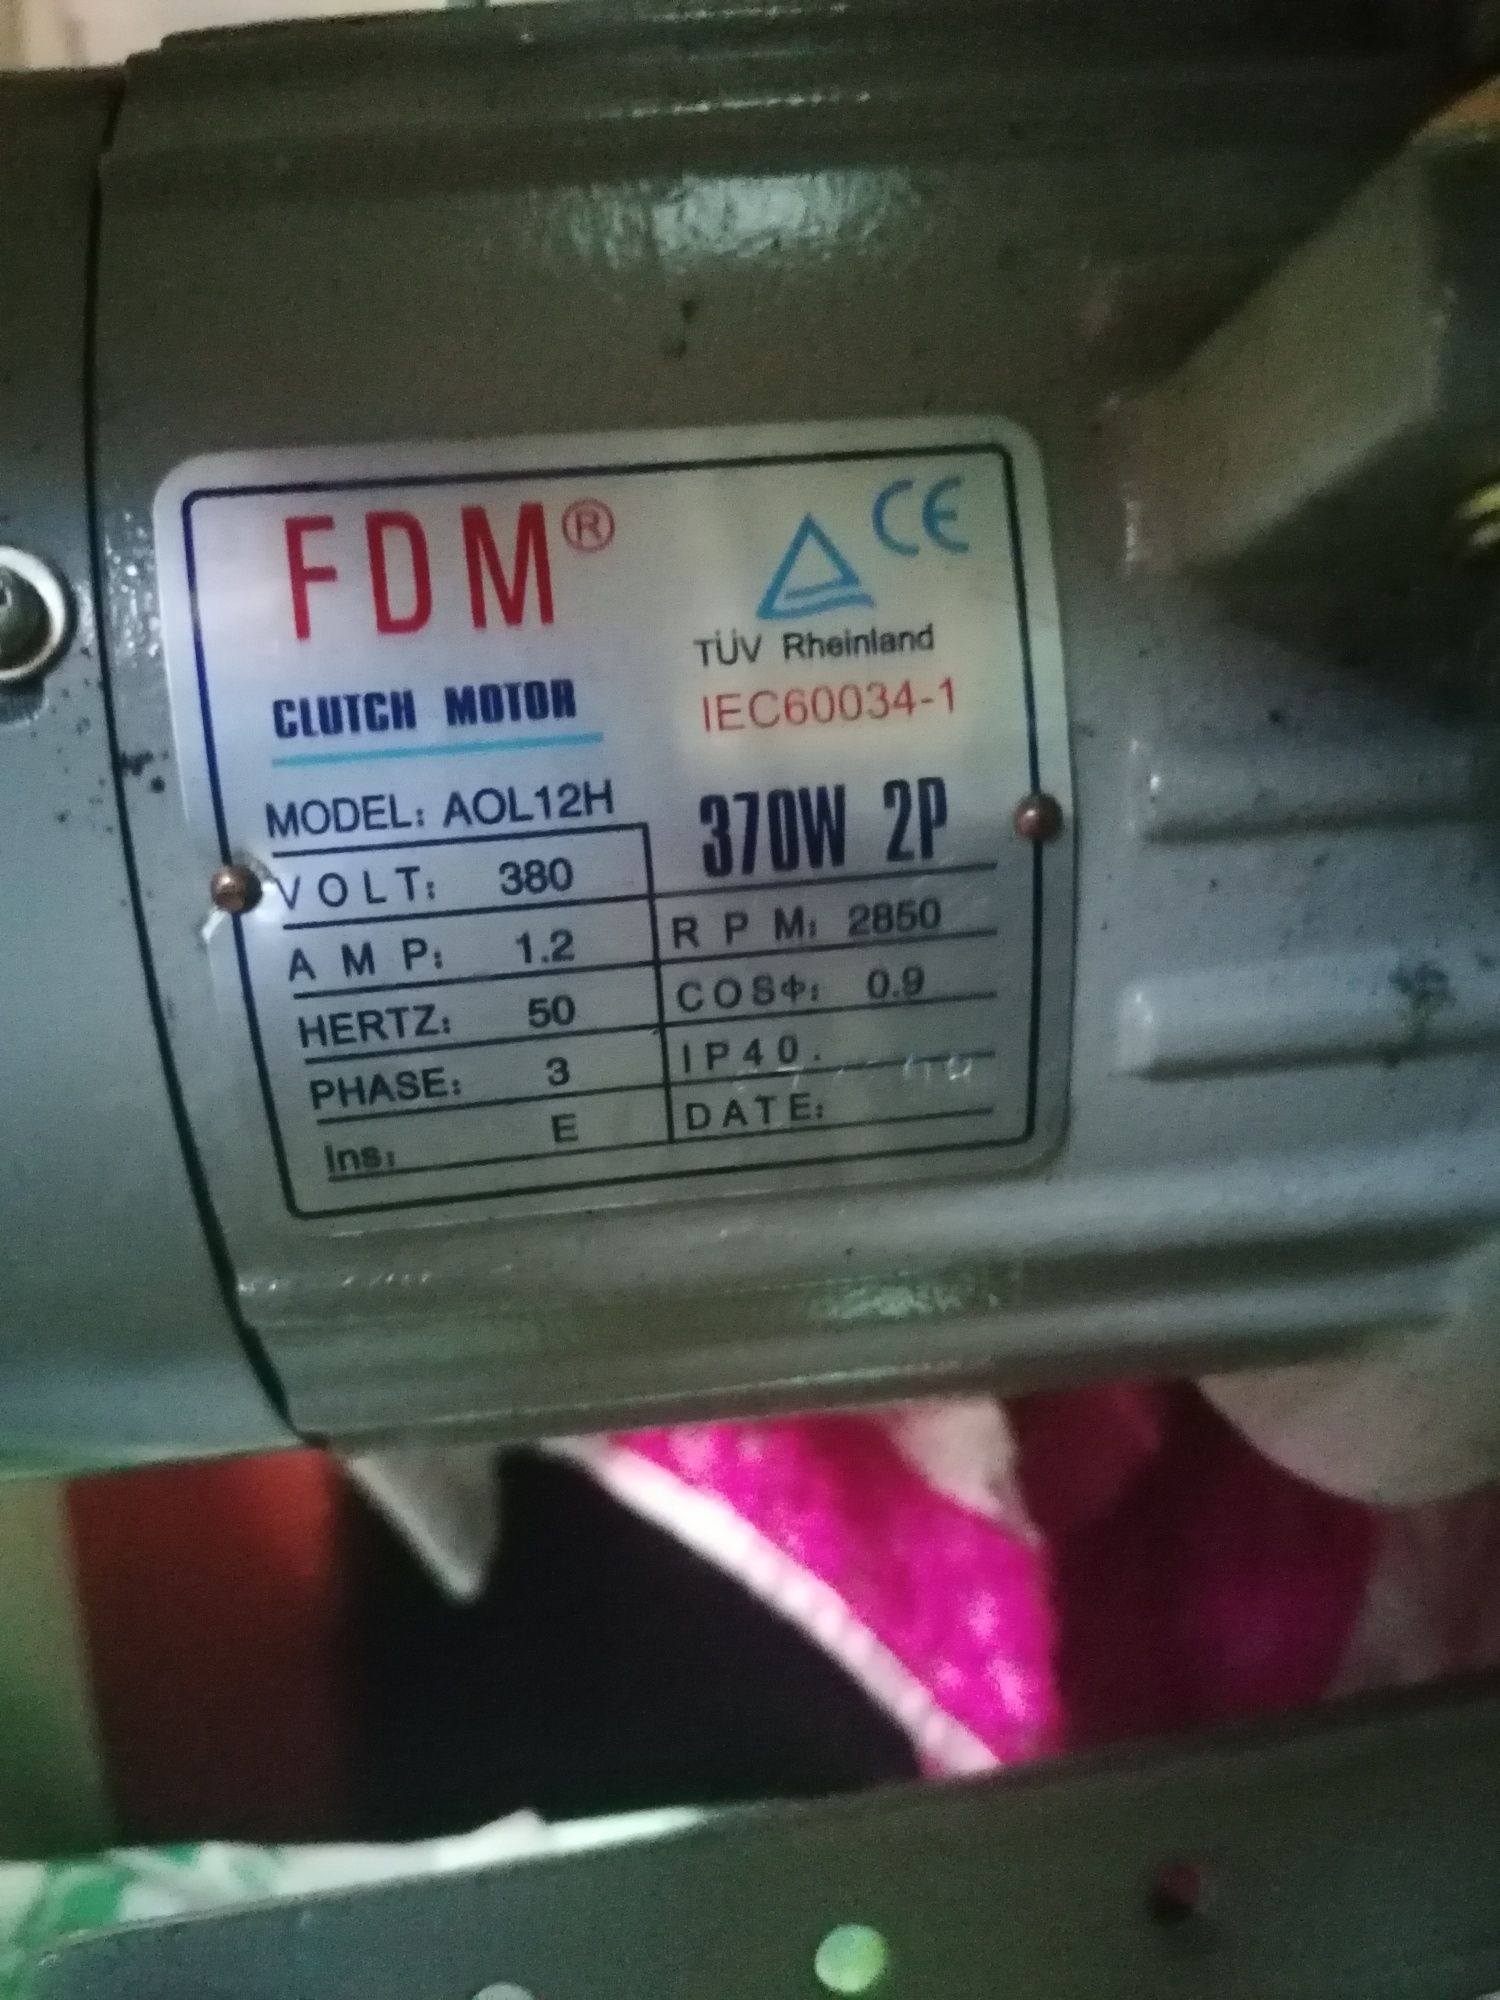 FDM®
CE
TÜV Rheinland
IEC60034-1
CLUTCH MOTOR
MODEL: AOL12H
370W 2P
VOLT: 380
AMP: 1.2
HERTZ: 50
PHASE: 3
Ins: E
RPM: 2850
COSΦ: 0.9
IP40.
DATE: